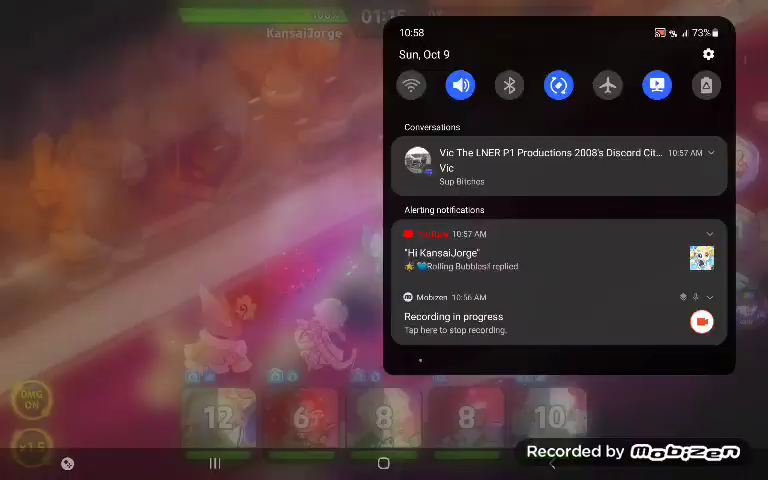 100%
01:15
KansaiJorge
10:58
73%
Sun, Oct 9
Conversations
Vic The LNER P1 Productions 2008's Discord Cit... 10:57 AM
Vic
Sup Bitches
Alerting notifications
YouTube 10:57 AM
"Hi KansaiJorge"
🌟💙Rolling Bubbles!! replied
Mobizen 10:56 AM
Recording in progress
Tap here to stop recording.
DMG
ON
12 6 8 8 10
x1.5
Recorded by mobizen